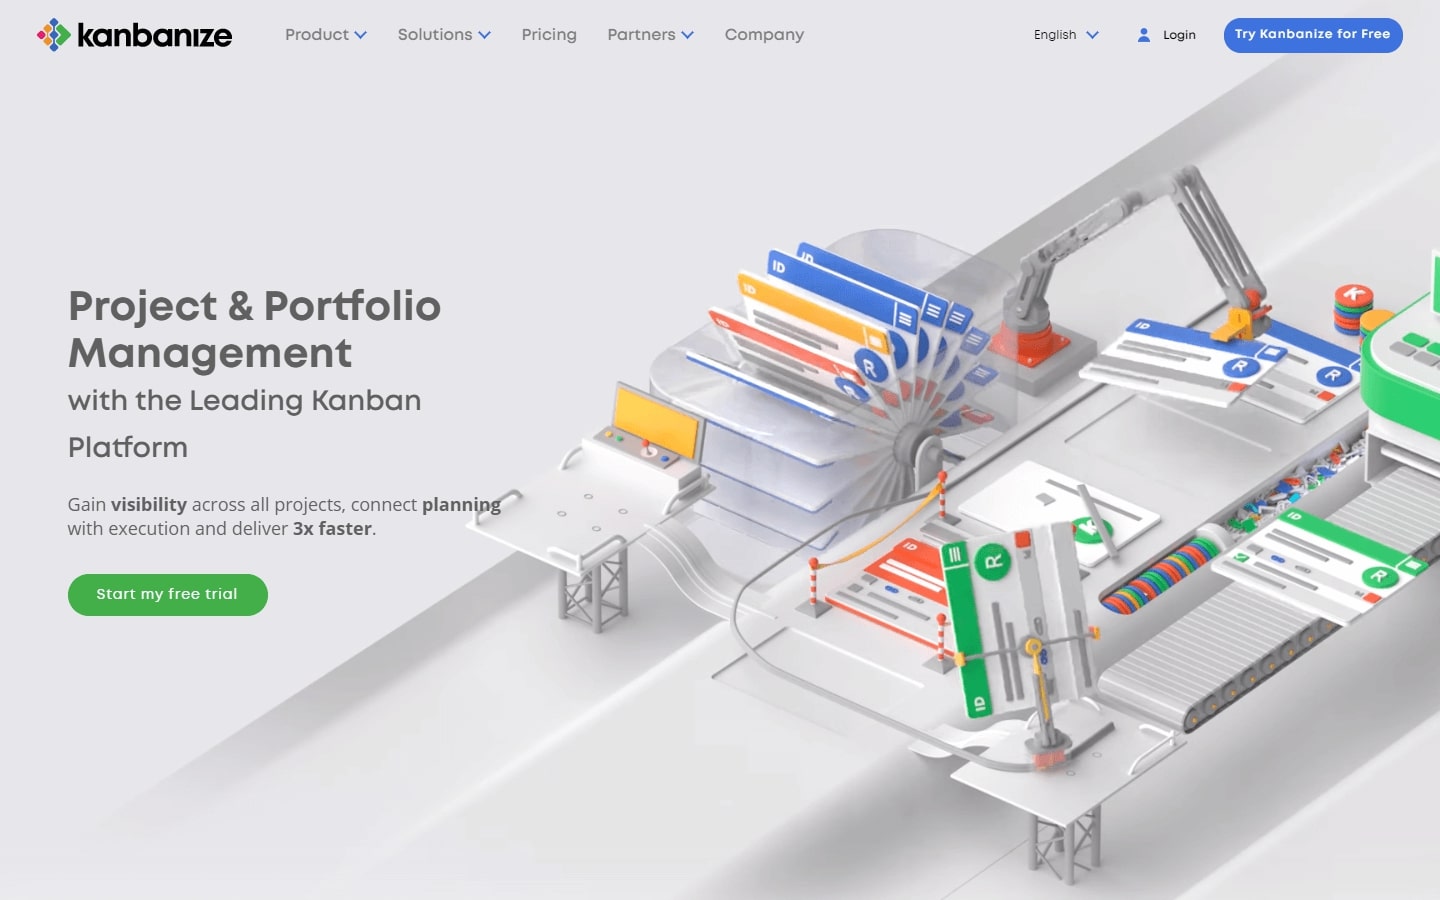 kanbanize
Product
Solutions
Pricing
Partners
Company
English
Login
Try Kanbanize for Free
Project & Portfolio
Management
with the Leading Kanban
Platform
Gain visibility across all projects, connect planning
with execution and deliver 3x faster.
Start my free trial
ID
ID
ID
R
K
ID
R
R
ID
R
K
ID
R
ID